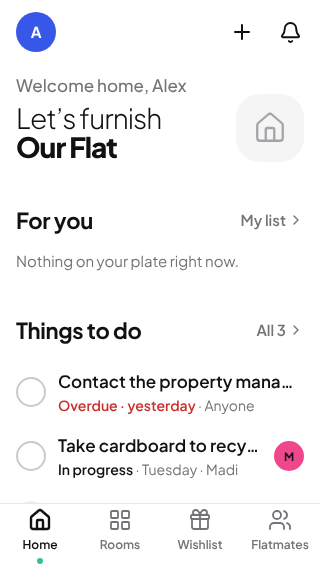 A
Welcome home, Alex
Let's furnish
Our Flat
For you
My list
Nothing on your plate right now.
Things to do
All 3
Contact the property mana…
Overdue · yesterday · Anyone
Take cardboard to recy…
In progress · Tuesday · Madi
M
Home
Rooms
Wishlist
Flatmates